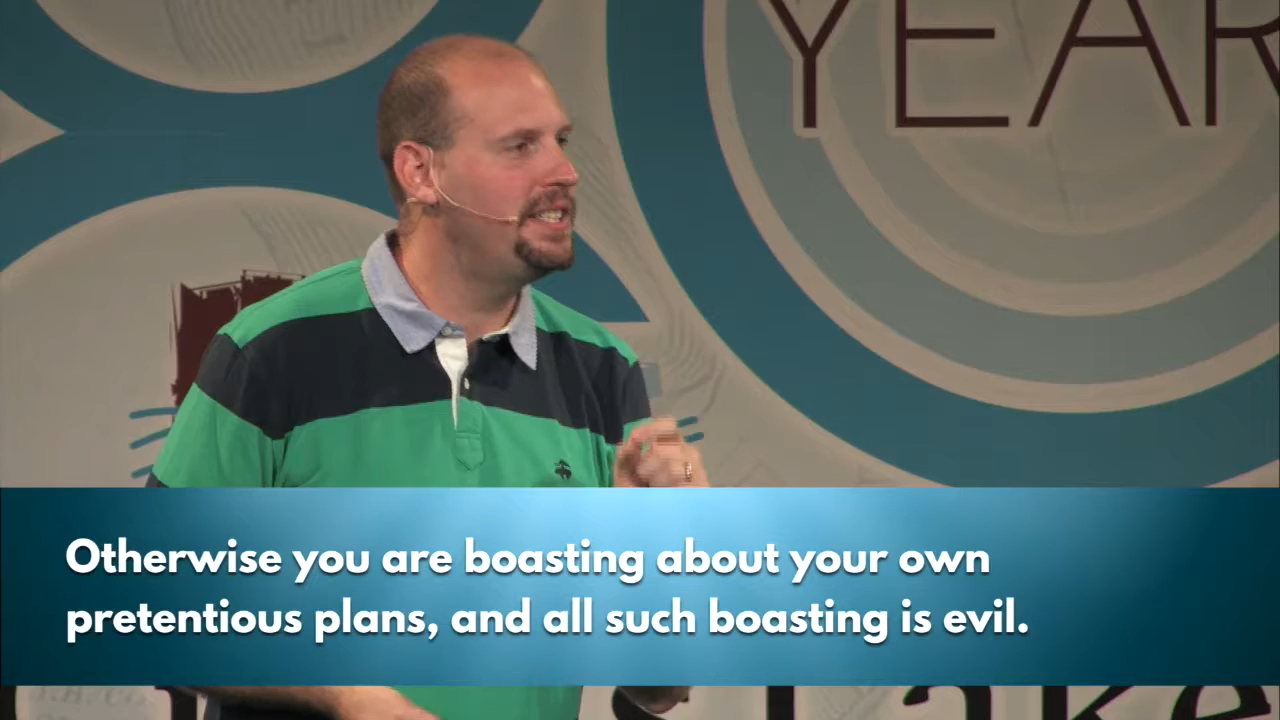 YEAR
Otherwise you are boasting about your own
pretentious plans, and all such boasting is evil.